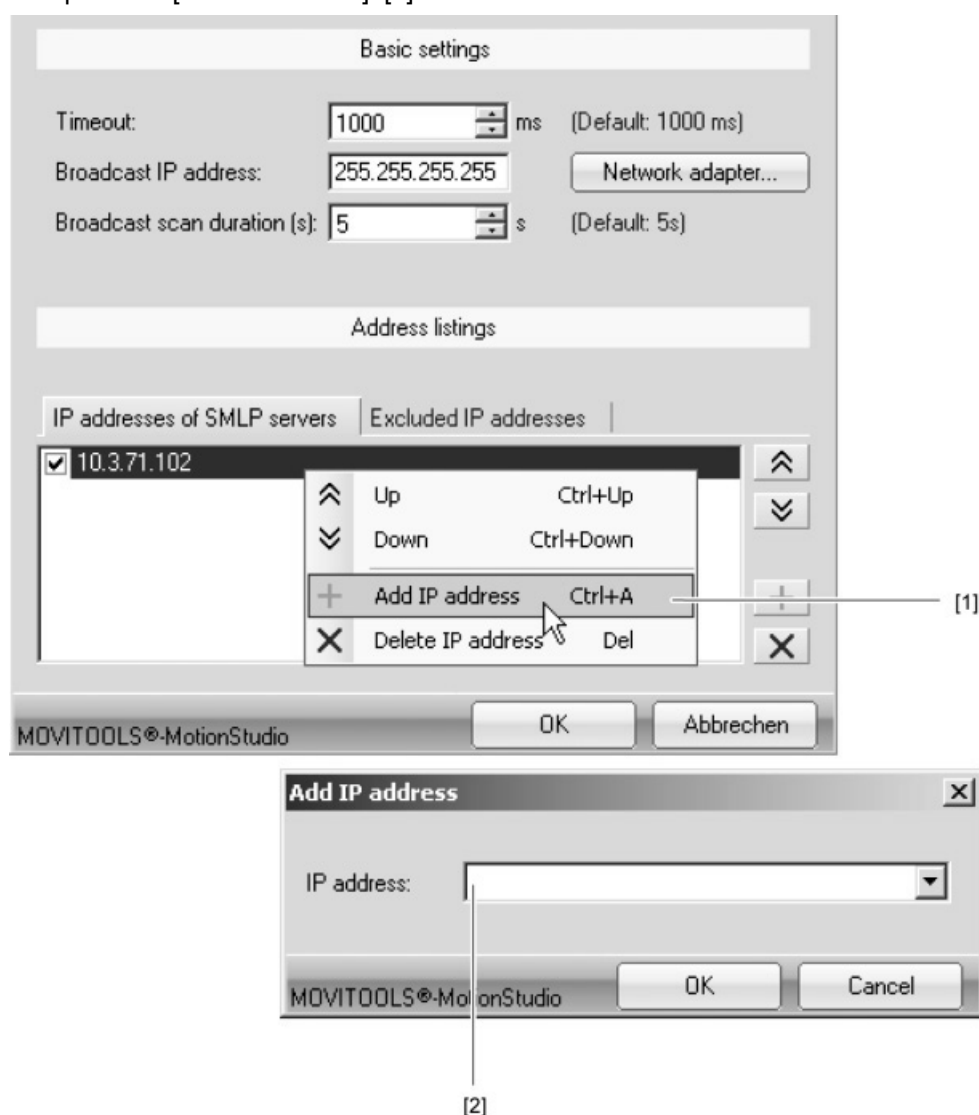 Basic settings
Timeout: 1000 ms (Default: 1000 ms)
Broadcast IP address: 255.255.255.255 Network adapter...
Broadcast scan duration (s): 5 s (Default: 5s)
Address listings
IP addresses of SMLP servers Excluded IP addresses
10.3.71.102
Up Ctrl+Up
Down Ctrl+Down
Add IP address Ctrl+A [1]
Delete IP address Del
MOVITOOLS®-MotionStudio OK Abbrechen
Add IP address
IP address:
MOVITOOLS®-MotionStudio OK Cancel
[2]